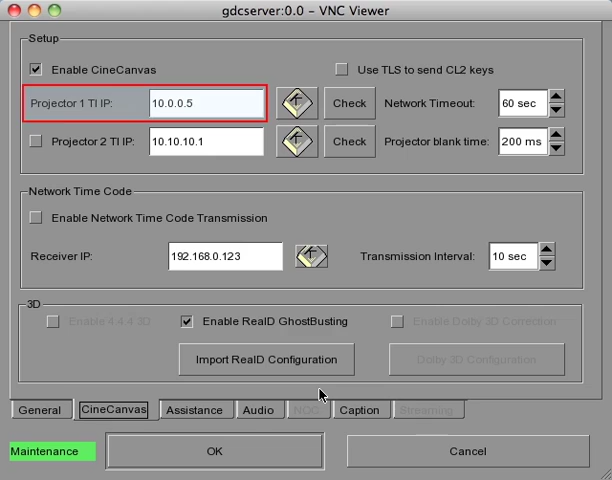 gdcserver:0.0 – VNC Viewer
Setup
Enable CineCanvas
Use TLS to send CL2 keys
Projector 1 TI IP: 10.0.0.5 Check Network Timeout: 60 sec
Projector 2 TI IP: 10.10.10.1 Check Projector blank time: 200 ms
Network Time Code
Enable Network Time Code Transmission
Receiver IP: 192.168.0.123 Transmission Interval: 10 sec
3D
Enable 4:4:4 3D Enable RealD GhostBusting Enable Dolby 3D Correction
Import RealD Configuration Dolby 3D Configuration
General CineCanvas Assistance Audio NOC Caption Streaming
Maintenance OK Cancel